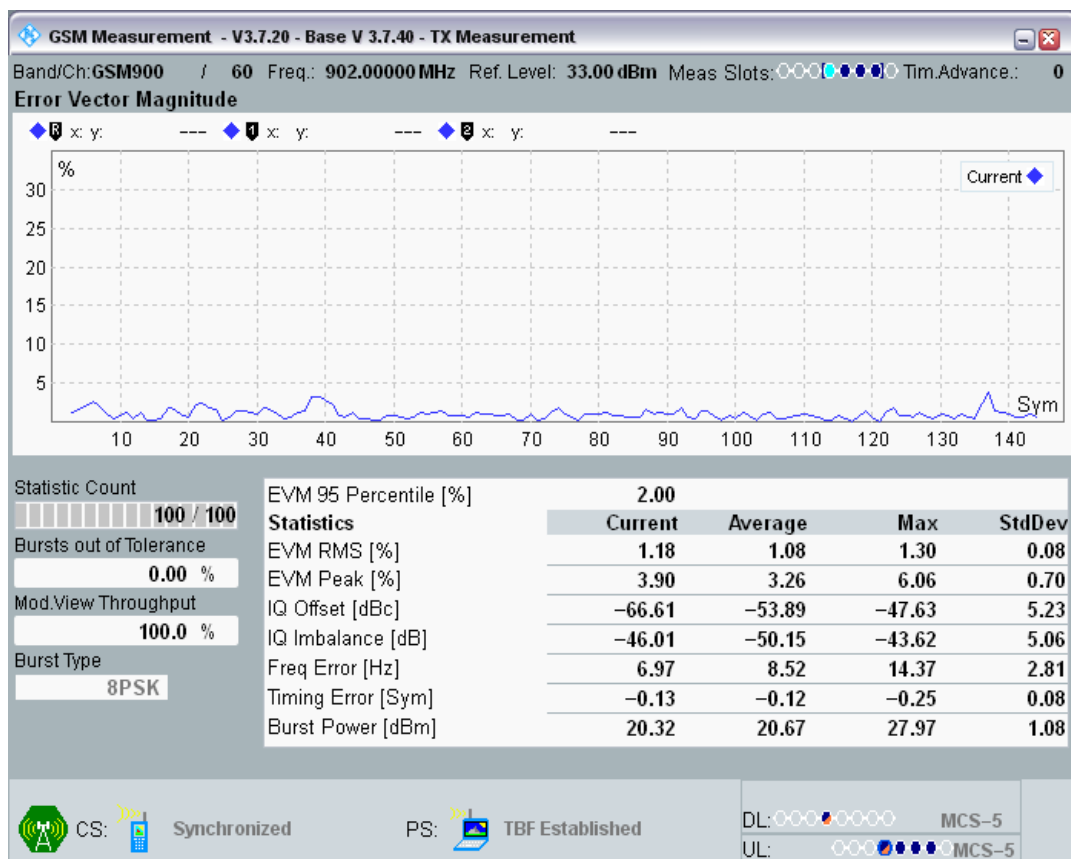 GSM Measurement - V3.7.20 - Base V 3.7.40 - TX Measurement
Band/Ch:GSM900 / 60 Freq.: 902.00000 MHz Ref. Level: 33.00 dBm Meas Slots: Tim.Advance.: 0
Error Vector Magnitude
R x: y: --- 1 x: y: --- 2 x: y: ---
%
Current
30
25
20
15
10
5
Sym
10 20 30 40 50 60 70 80 90 100 110 120 130 140
Statistic Count
100 / 100
Bursts out of Tolerance
0.00 %
Mod.View Throughput
100.0 %
Burst Type
8PSK
EVM 95 Percentile [%] 2.00
Statistics Current Average Max StdDev
EVM RMS [%] 1.18 1.08 1.30 0.08
EVM Peak [%] 3.90 3.26 6.06 0.70
IQ Offset [dBc] −66.61 −53.89 −47.63 5.23
IQ Imbalance [dB] −46.01 −50.15 −43.62 5.06
Freq Error [Hz] 6.97 8.52 14.37 2.81
Timing Error [Sym] −0.13 −0.12 −0.25 0.08
Burst Power [dBm] 20.32 20.67 27.97 1.08
CS: Synchronized PS: TBF Established
DL: MCS−5
UL: MCS−5